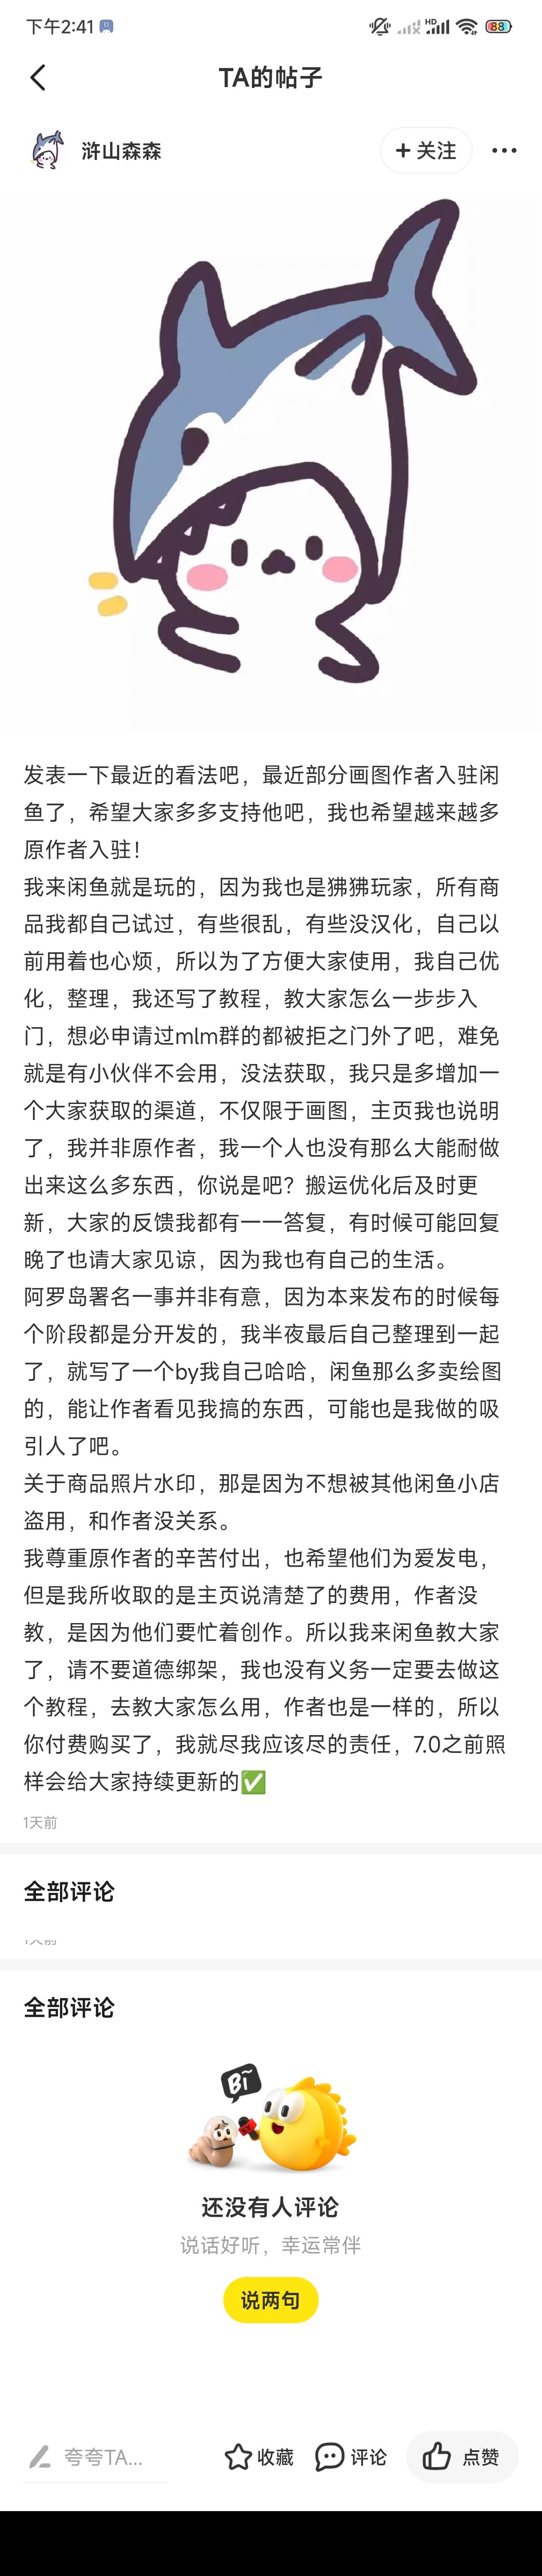 下午2:41
HD
88
TA的帖子
浒山森森
+ 关注
发表一下最近的看法吧，最近部分画图作者入驻闲
鱼了，希望大家多多支持他吧，我也希望越来越多
原作者入驻！
我来闲鱼就是玩的，因为我也是狒狒玩家，所有商
品我都自己试过，有些很乱，有些没汉化，自己以
前用着也心烦，所以为了方便大家使用，我自己优
化，整理，我还写了教程，教大家怎么一步步入
门，想必申请过mlm群的都被拒之门外了吧，难免
就是有小伙伴不会用，没法获取，我只是多增加一
个大家获取的渠道，不仅限于画图，主页我也说明
了，我并非原作者，我一个人也没有那么大能耐做
出来这么多东西，你说是吧？搬运优化后及时更
新，大家的反馈我都有一一答复，有时候可能回复
晚了也请大家见谅，因为我也有自己的生活。
阿罗岛署名一事并非有意，因为本来发布的时候每
个阶段都是分开发的，我半夜最后自己整理到一起
了，就写了一个by我自己哈哈，闲鱼那么多卖绘图
的，能让作者看见我搞的东西，可能也是我做的吸
引人了吧。
关于商品照片水印，那是因为不想被其他闲鱼小店
盗用，和作者没关系。
我尊重原作者的辛苦付出，也希望他们为爱发电，
但是我所收取的是主页说清楚了的费用，作者没
教，是因为他们要忙着创作。所以我来闲鱼教大家
了，请不要道德绑架，我也没有义务一定要去做这
个教程，去教大家怎么用，作者也是一样的，所以
你付费购买了，我就尽我应该尽的责任，7.0之前照
样会给大家持续更新的✅
1天前
全部评论
1天前
全部评论
Bi~
还没有人评论
说话好听，幸运常伴
说两句
夸夸TA...
收藏
评论
点赞